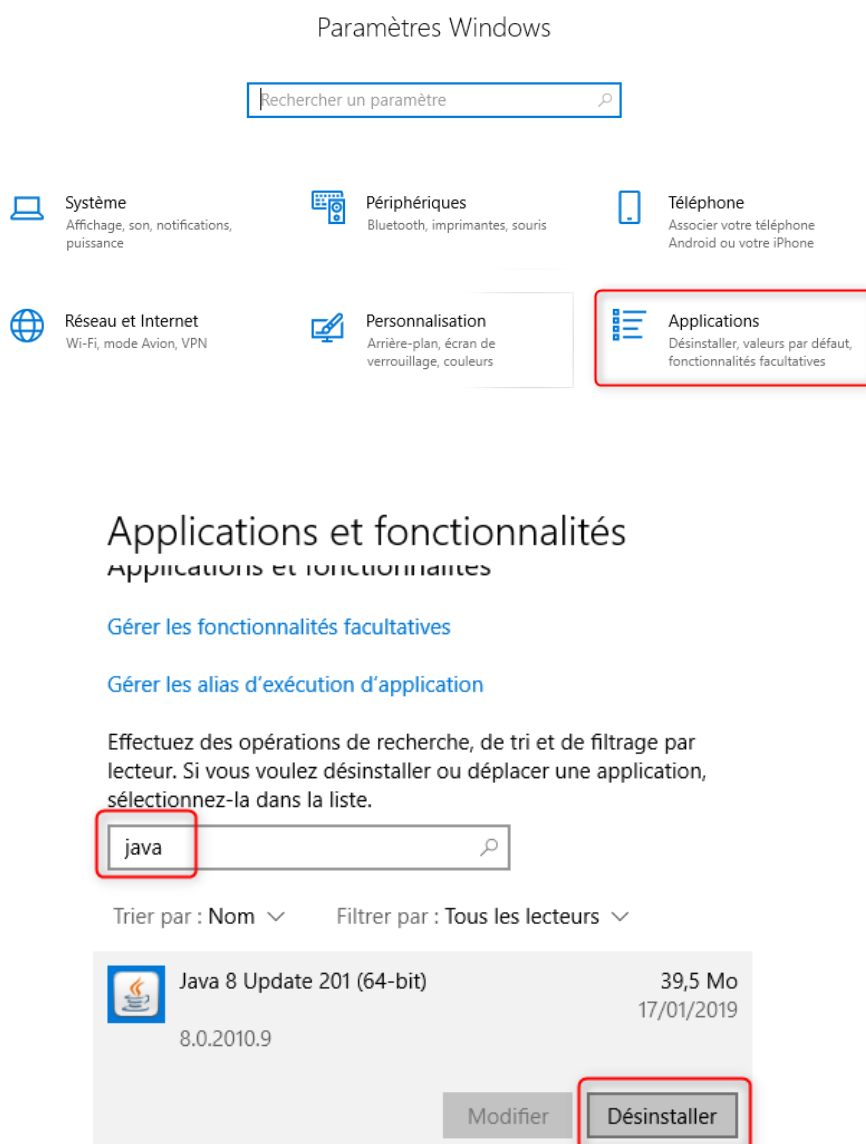 Paramètres Windows
Rechercher un paramètre
Système
Affichage, son, notifications,
puissance
Périphériques
Bluetooth, imprimantes, souris
Téléphone
Associer votre téléphone
Android ou votre iPhone
Réseau et Internet
Wi-Fi, mode Avion, VPN
Personnalisation
Arrière-plan, écran de
verrouillage, couleurs
Applications
Désinstaller, valeurs par défaut,
fonctionnalités facultatives
Applications et fonctionnalités
Applications et fonctionnalités
Gérer les fonctionnalités facultatives
Gérer les alias d'exécution d'application
Effectuez des opérations de recherche, de tri et de filtrage par
lecteur. Si vous voulez désinstaller ou déplacer une application,
sélectionnez-la dans la liste.
java
Trier par : Nom Filtrer par : Tous les lecteurs
Java 8 Update 201 (64-bit) 39,5 Mo
17/01/2019
8.0.2010.9
Modifier Désinstaller